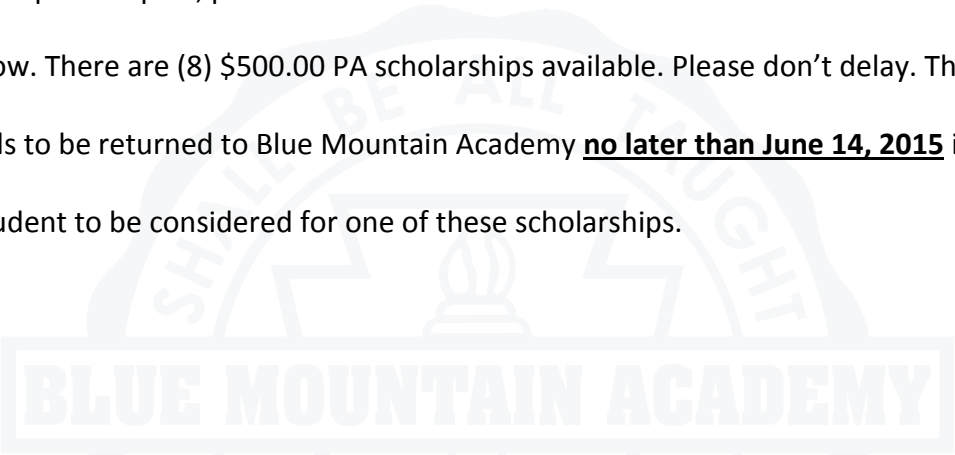 ow. There are (8) $500.00 PA scholarships available. Please don’t delay. Th
ds to be returned to Blue Mountain Academy no later than June 14, 2015 i
udent to be considered for one of these scholarships.
SHALL BE ALL TAUGHT
BLUE MOUNTAIN ACADEMY